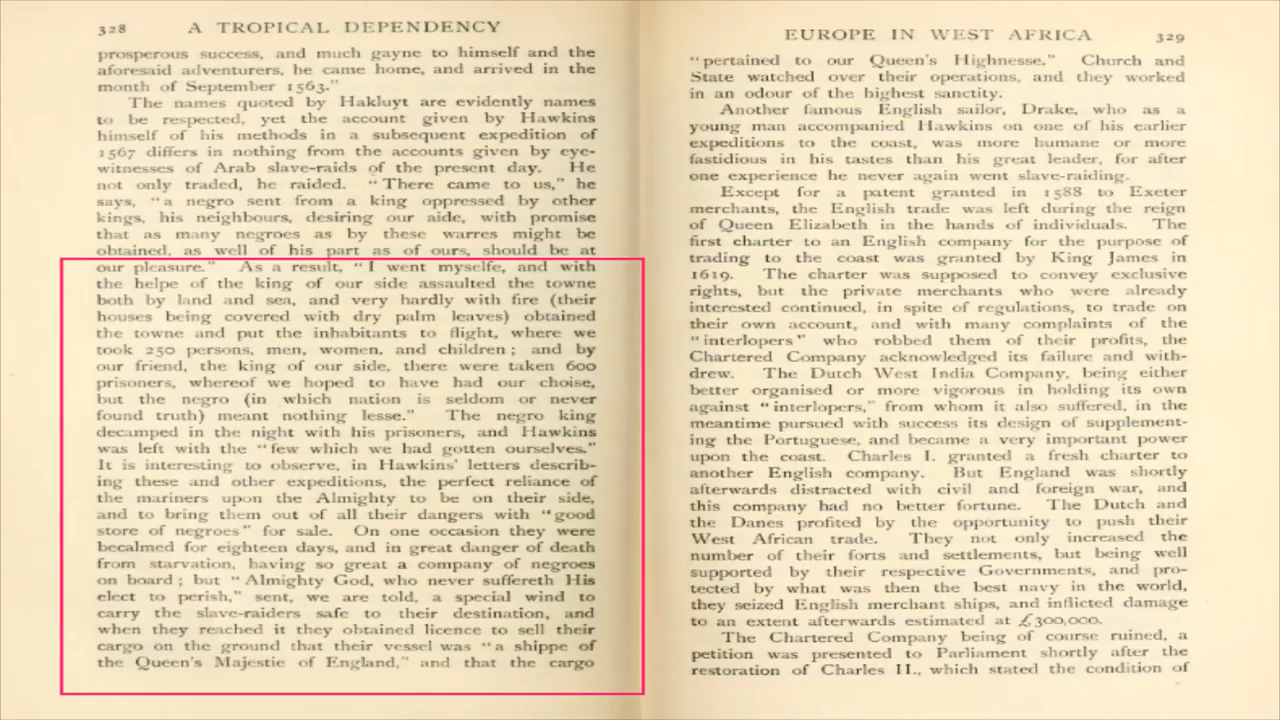 328 A TROPICAL DEPENDENCY
prosperous success, and much gayne to himself and the
aforesaid adventurers, he came home, and arrived in the
month of September 1563."
The names quoted by Hakluyt are evidently names
to be respected, yet the account given by Hawkins
himself of his methods in a subsequent expedition of
1567 differs in nothing from the accounts given by eye-
witnesses of Arab slave-raids of the present day. He
not only traded, he raided. "There came to us," he
says, "a negro sent from a king oppressed by other
kings, his neighbours, desiring our aide, with promise
that as many negroes as by these warres might be
obtained, as well of his part as of ours, should be at
our pleasure." As a result, "I went myselfe, and with
the helpe of the king of our side assaulted the towne
both by land and sea, and very hardly with fire (their
houses being covered with dry palm leaves) obtained
the towne and put the inhabitants to flight, where we
took 250 persons, men, women, and children; and by
our friend, the king of our side, there were taken 600
prisoners, whereof we hoped to have had our choise,
but the negro (in which nation is seldom or never
found truth) meant nothing lesse." The negro king
decamped in the night with his prisoners, and Hawkins
was left with the "few which we had gotten ourselves."
It is interesting to observe, in Hawkins' letters describ-
ing these and other expeditions, the perfect reliance of
the mariners upon the Almighty to be on their side,
and to bring them out of all their dangers with "good
store of negroes" for sale. On one occasion they were
becalmed for eighteen days, and in great danger of death
from starvation, having so great a company of negroes
on board; but "Almighty God, who never suffereth His
elect to perish," sent, we are told, a special wind to
carry the slave-raiders safe to their destination, and
when they reached it they obtained licence to sell their
cargo on the ground that their vessel was "a shippe of
the Queen's Majestie of England," and that the cargo
EUROPE IN WEST AFRICA 329
"pertained to our Queen's Highnesse." Church and
State watched over their operations, and they worked
in an odour of the highest sanctity.
Another famous English sailor, Drake, who as a
young man accompanied Hawkins on one of his earlier
expeditions to the coast, was more humane or more
fastidious in his tastes than his great leader, for after
one experience he never again went slave-raiding.
Except for a patent granted in 1588 to Exeter
merchants, the English trade was left during the reign
of Queen Elizabeth in the hands of individuals. The
first charter to an English company for the purpose of
trading to the coast was granted by King James in
1619. The charter was supposed to convey exclusive
rights, but the private merchants who were already
interested continued, in spite of regulations, to trade on
their own account, and with many complaints of the
"interlopers" who robbed them of their profits, the
Chartered Company acknowledged its failure and with-
drew. The Dutch West India Company, being either
better organised or more vigorous in holding its own
against "interlopers," from whom it also suffered, in the
meantime pursued with success its design of supplement-
ing the Portuguese, and became a very important power
upon the coast. Charles I. granted a fresh charter to
another English company. But England was shortly
afterwards distracted with civil and foreign war, and
this company had no better fortune. The Dutch and
the Danes profited by the opportunity to push their
West African trade. They not only increased the
number of their forts and settlements, but being well
supported by their respective Governments, and pro-
tected by what was then the best navy in the world,
they seized English merchant ships, and inflicted damage
to an extent afterwards estimated at £300,000.
The Chartered Company being of course ruined, a
petition was presented to Parliament shortly after the
restoration of Charles II., which stated the condition of